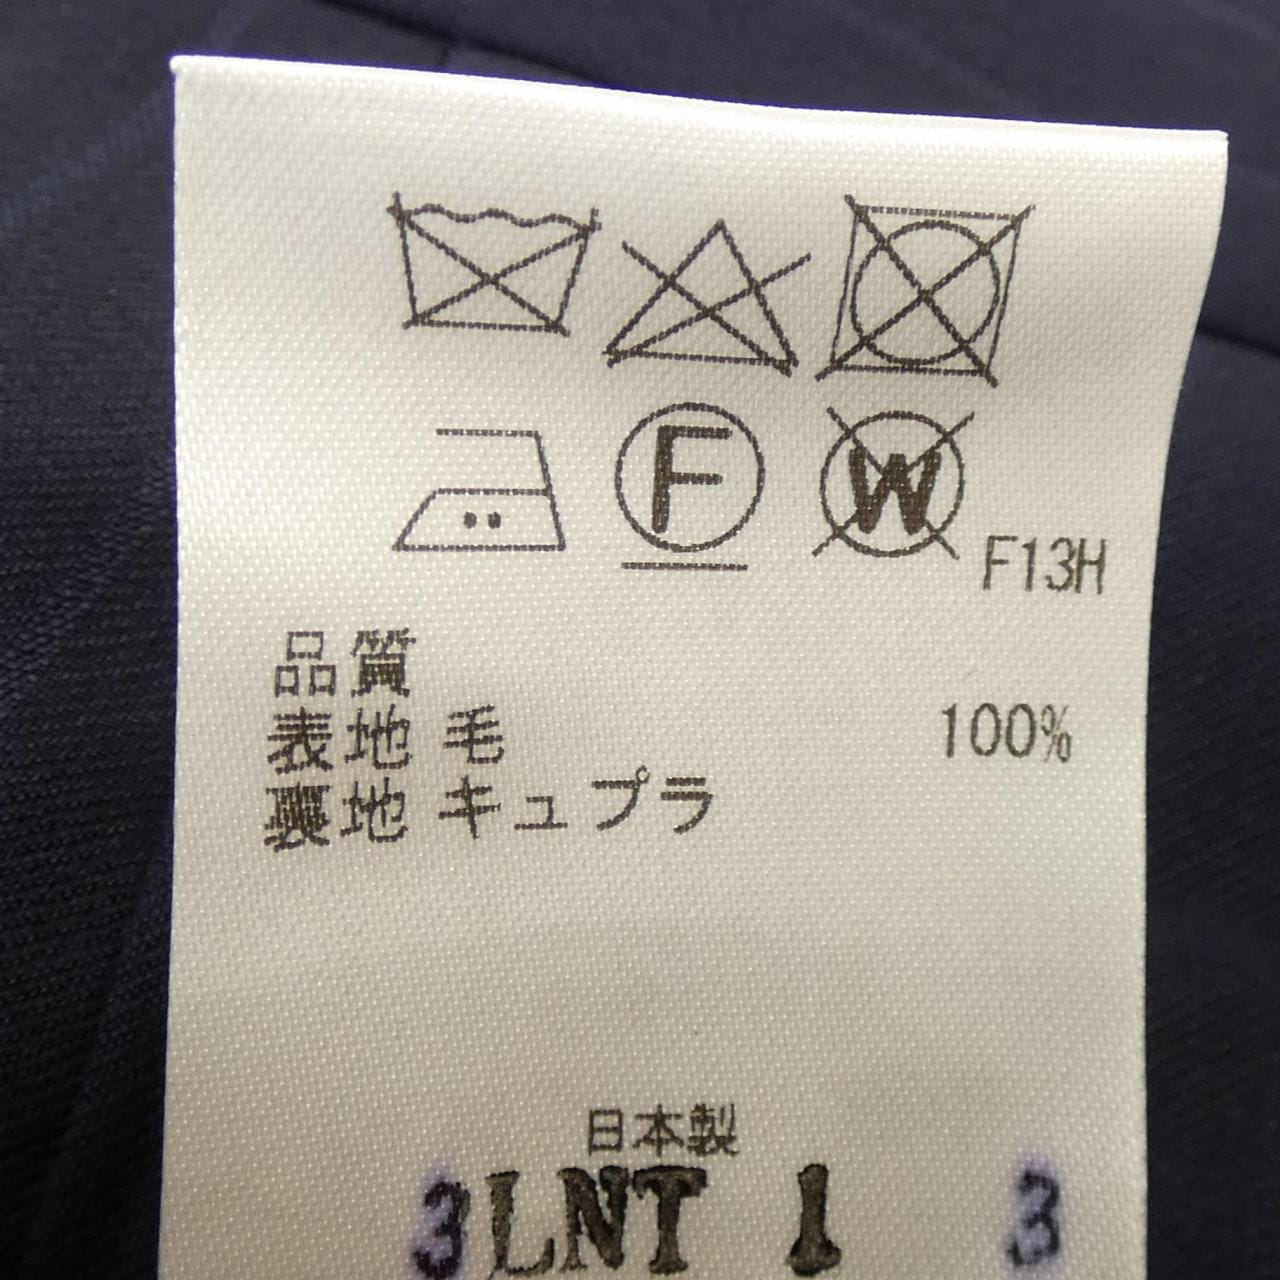 F
W
F13H
品質
表地 毛 100%
裏地 キュプラ
日本製
3LNT 1 3